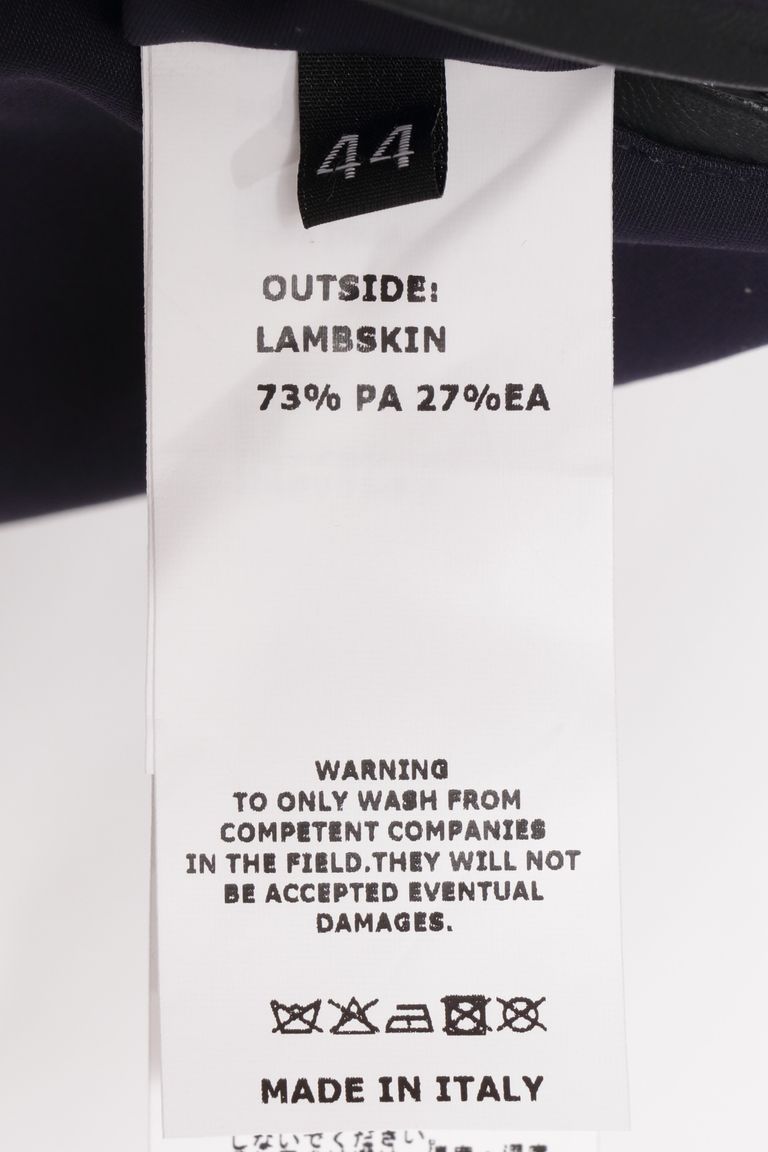 44
OUTSIDE:
LAMBSKIN
73% PA 27%EA
WARNING
TO ONLY WASH FROM
COMPETENT COMPANIES
IN THE FIELD.THEY WILL NOT
BE ACCEPTED EVENTUAL
DAMAGES.
MADE IN ITALY
しないでください。